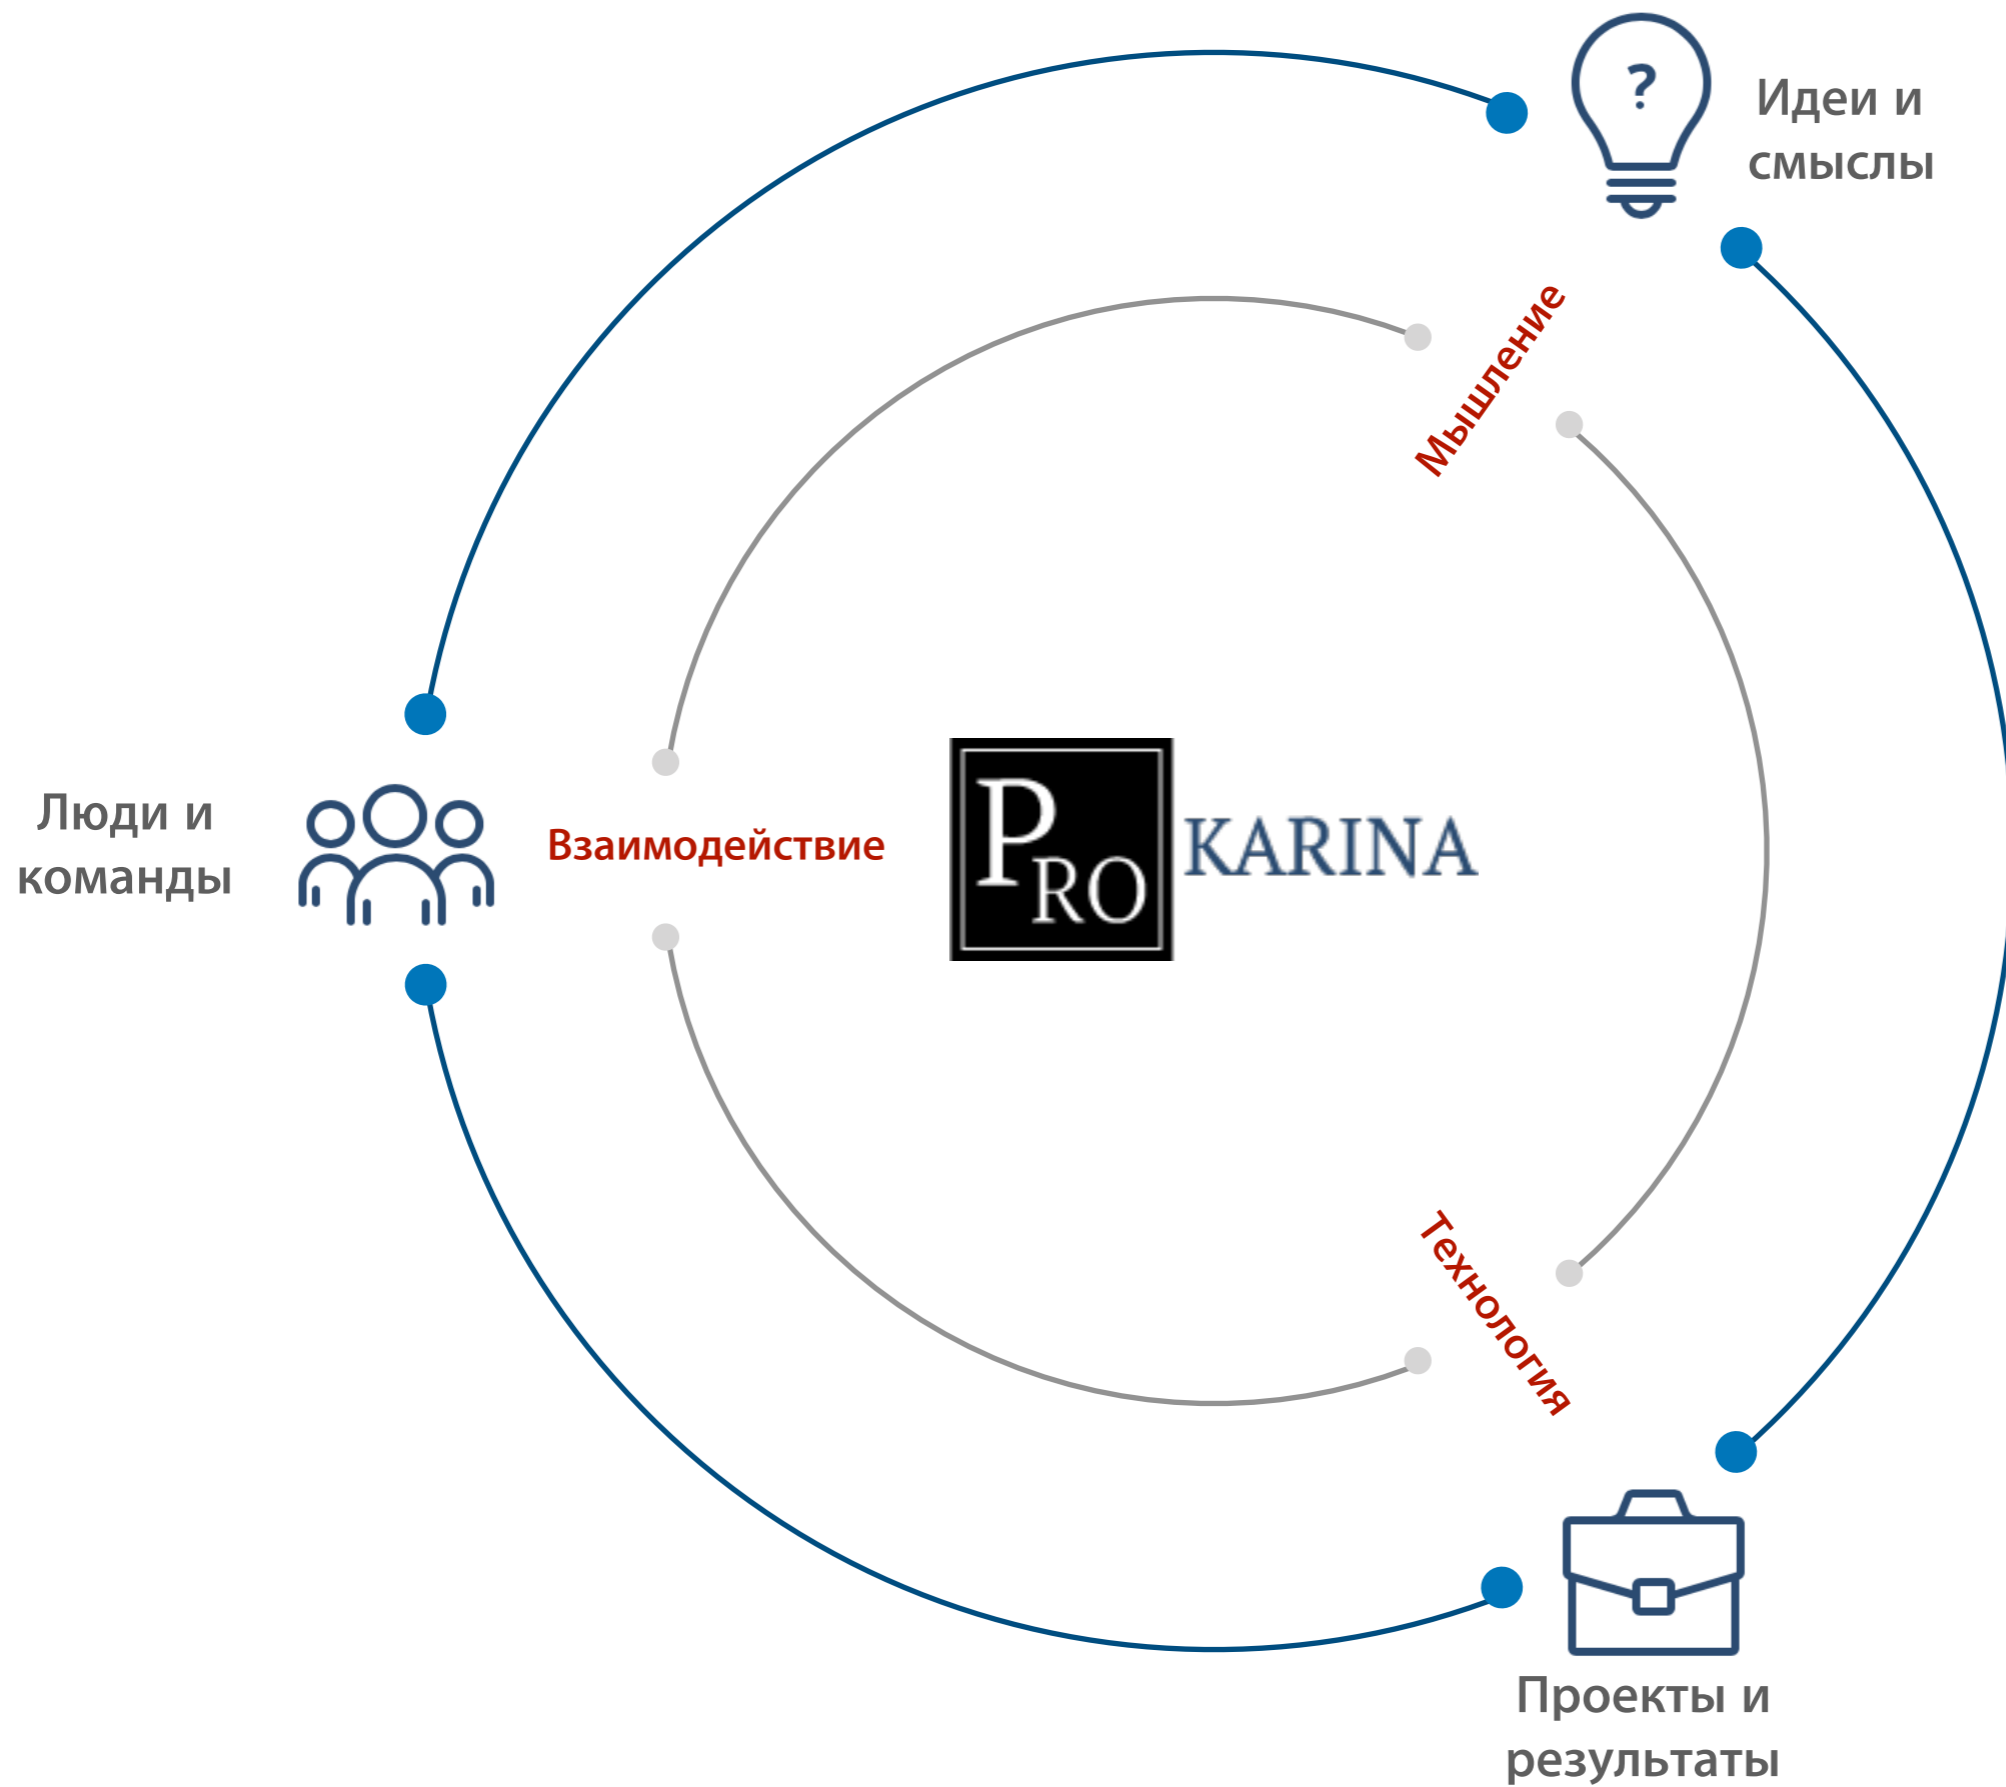 ?
Идеи и
смыслы
Мышление
Люди и
команды
Взаимодействие
PRO
KARINA
Технология
Проекты и
результаты